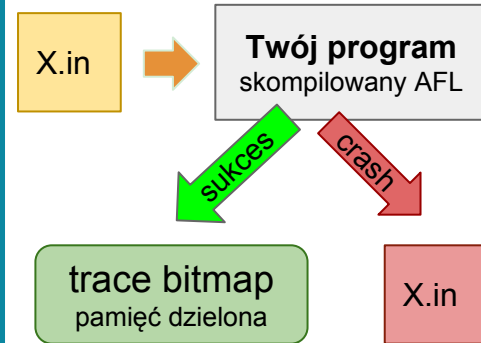 X.in
Twój program
skompilowany AFL
sukces
crash
trace bitmap
pamięć dzielona
X.in